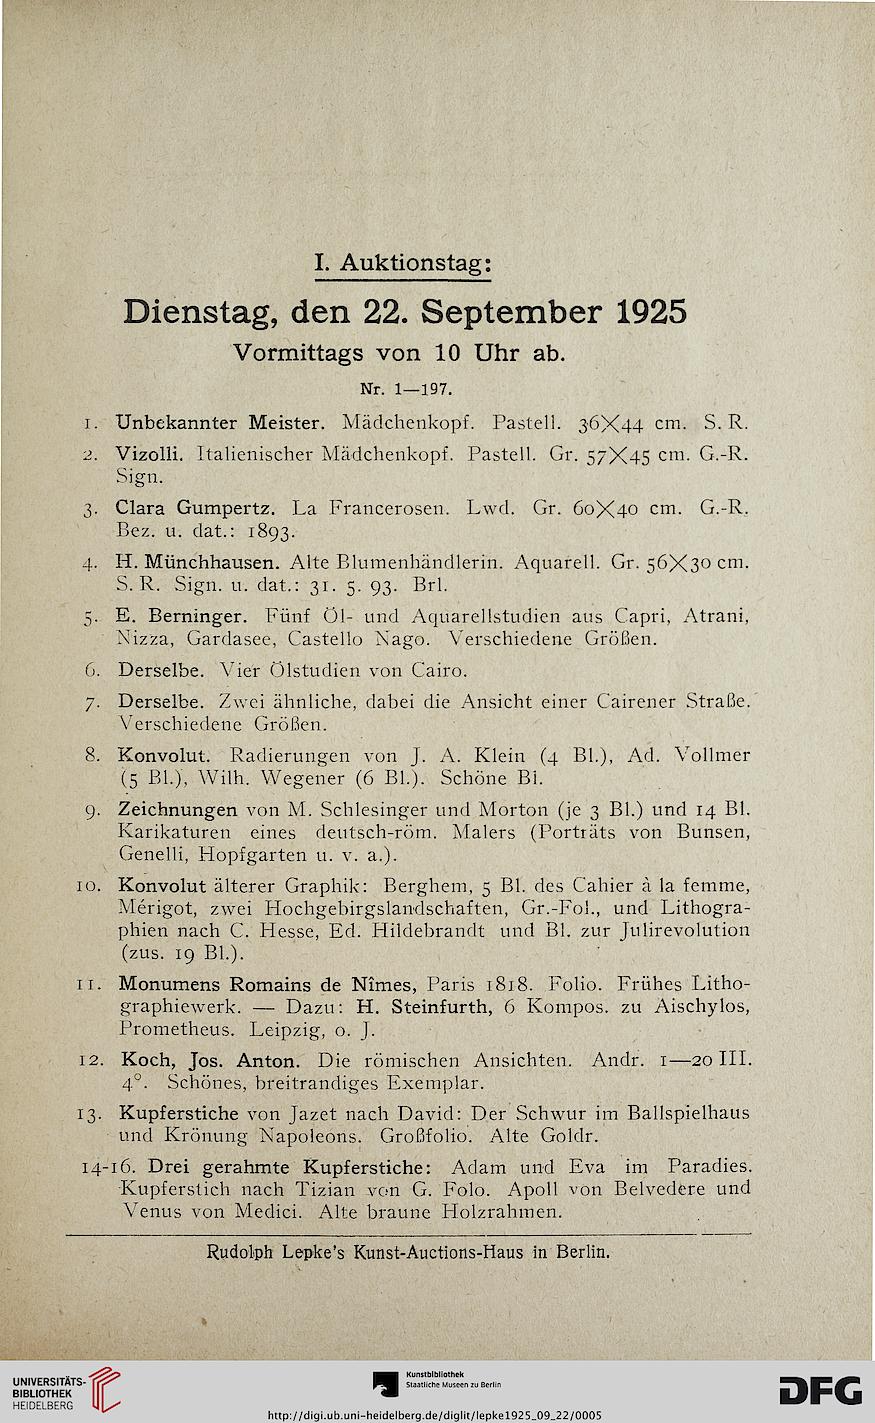 I. Auktionstag:
Dienstag, den 22. September 1925
Vormittags von 10 Uhr ab.
Nr. 1—197.
1. Unbekannter Meister. Mädchenkopf. Pastell. 36×44 cm. S. R.
2. Vizolli. Italienischer Mädchenkopf. Pastell. Gr. 57×45 cm. G.-R.
Sign.
3. Clara Gumpertz. La Francerosen. Lwd. Gr. 60×40 cm. G.-R.
Bez. u. dat.: 1893.
4. H. Münchhausen. Alte Blumenhändlerin. Aquarell. Gr. 56×30 cm.
S. R. Sign. u. dat.: 31. 5. 93. Brl.
5. E. Berninger. Fünf Öl- und Aquarellstudien aus Capri, Atrani,
Nizza, Gardasee, Castello Nago. Verschiedene Größen.
6. Derselbe. Vier Ölstudien von Cairo.
7. Derselbe. Zwei ähnliche, dabei die Ansicht einer Cairener Straße.
Verschiedene Größen.
8. Konvolut. Radierungen von J. A. Klein (4 Bl.), Ad. Vollmer
(5 Bl.), Wilh. Wegener (6 Bl.). Schöne Bl.
9. Zeichnungen von M. Schlesinger und Morton (je 3 Bl.) und 14 Bl.
Karikaturen eines deutsch-röm. Malers (Porträts von Bunsen,
Genelli, Hopfgarten u. v. a.).
10. Konvolut älterer Graphik: Berghem, 5 Bl. des Cahier à la femme,
Mérigot, zwei Hochgebirgslandschaften, Gr.-Fol., und Lithogra-
phien nach C. Hesse, Ed. Hildebrandt und Bl. zur Julirevolution
(zus. 19 Bl.).
11. Monumens Romains de Nîmes, Paris 1818. Folio. Frühes Litho-
graphiewerk. — Dazu: H. Steinfurth, 6 Kompos. zu Aischylos,
Prometheus. Leipzig, o. J.
12. Koch, Jos. Anton. Die römischen Ansichten. Andr. 1—20 III.
4°. Schönes, breitrandiges Exemplar.
13. Kupferstiche von Jazet nach David: Der Schwur im Ballspielhaus
und Krönung Napoleons. Großfolio. Alte Goldr.
14-16. Drei gerahmte Kupferstiche: Adam und Eva im Paradies.
Kupferstich nach Tizian von G. Folo. Apoll von Belvedere und
Venus von Medici. Alte braune Holzrahmen.
Rudolph Lepke's Kunst-Auctions-Haus in Berlin.
UNIVERSITÄTS-
BIBLIOTHEK
HEIDELBERG
Kunstbibliothek
Staatliche Museen zu Berlin
DFG
http://digi.ub.uni-heidelberg.de/diglit/lepke1925_09_22/0005